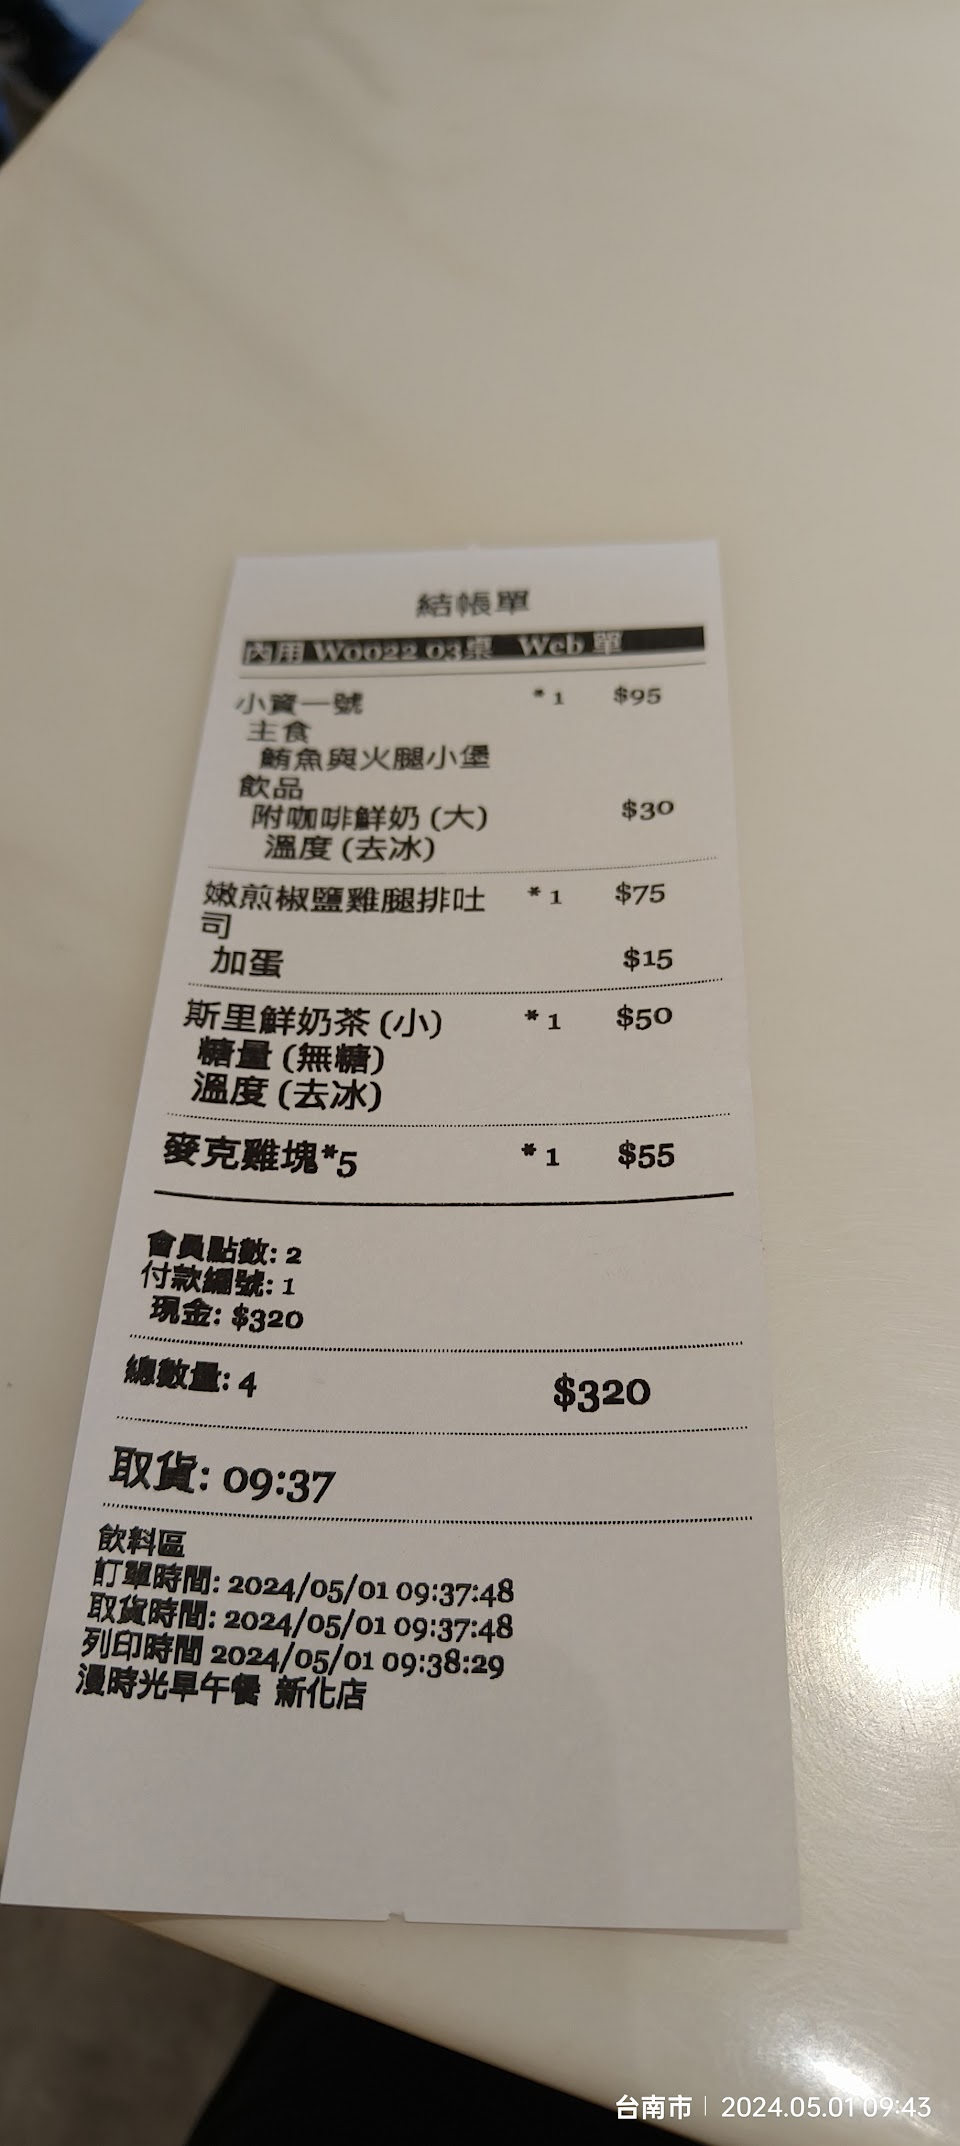 結帳單
內用 W0022 03桌 Web 單
小資一號 *1 $95
主食
鮪魚與火腿小堡
飲品
附咖啡鮮奶 (大) $30
溫度 (去冰)
嫩煎椒鹽雞腿排吐 *1 $75
司
加蛋 $15
斯里鮮奶茶 (小) *1 $50
糖量 (無糖)
溫度 (去冰)
麥克雞塊*5 *1 $55
會員點數: 2
付款編號: 1
現金: $320
總數量: 4 $320
取貨: 09:37
飲料區
訂單時間: 2024/05/01 09:37:48
取貨時間: 2024/05/01 09:37:48
列印時間 2024/05/01 09:38:29
漫時光早午餐 新化店
台南市 | 2024.05.01 09:43